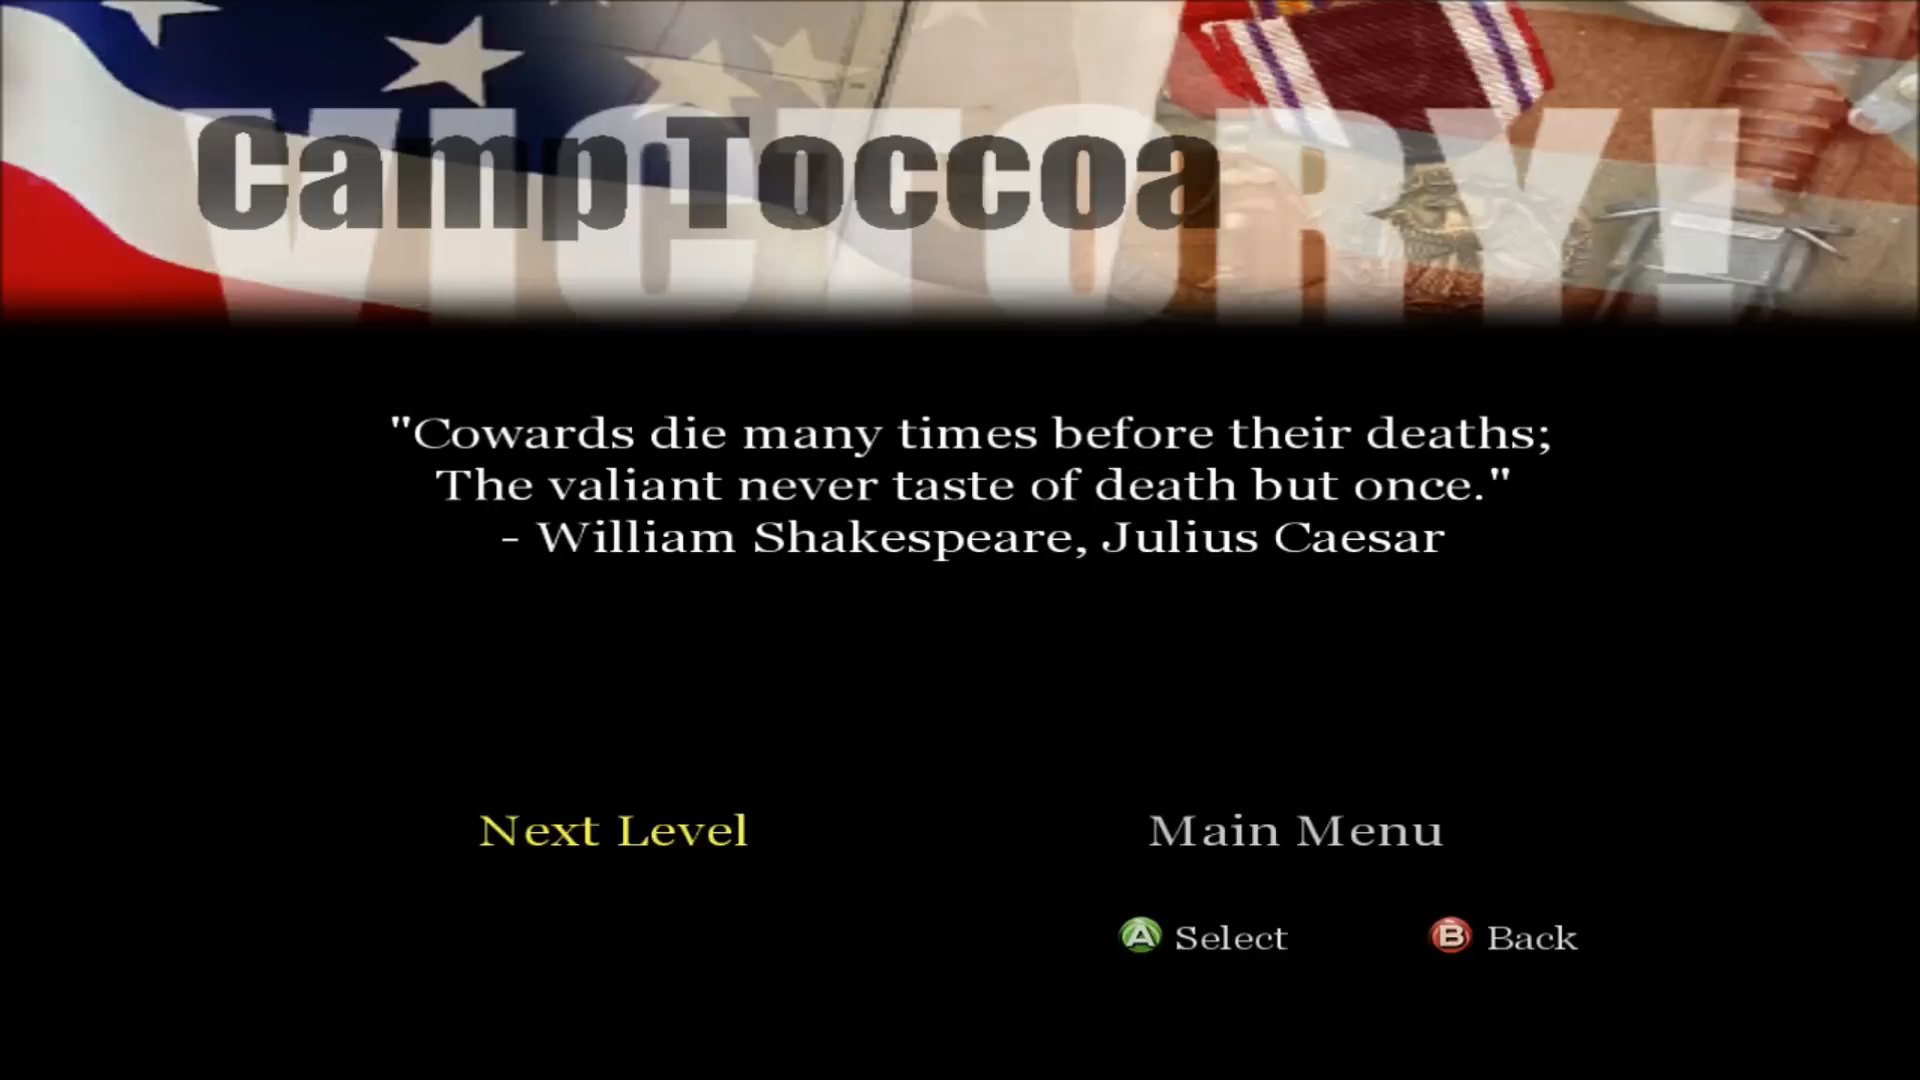 VICTORY!
Camp Toccoa
"Cowards die many times before their deaths;
The valiant never taste of death but once."
- William Shakespeare, Julius Caesar
Next Level
Main Menu
A Select
B Back